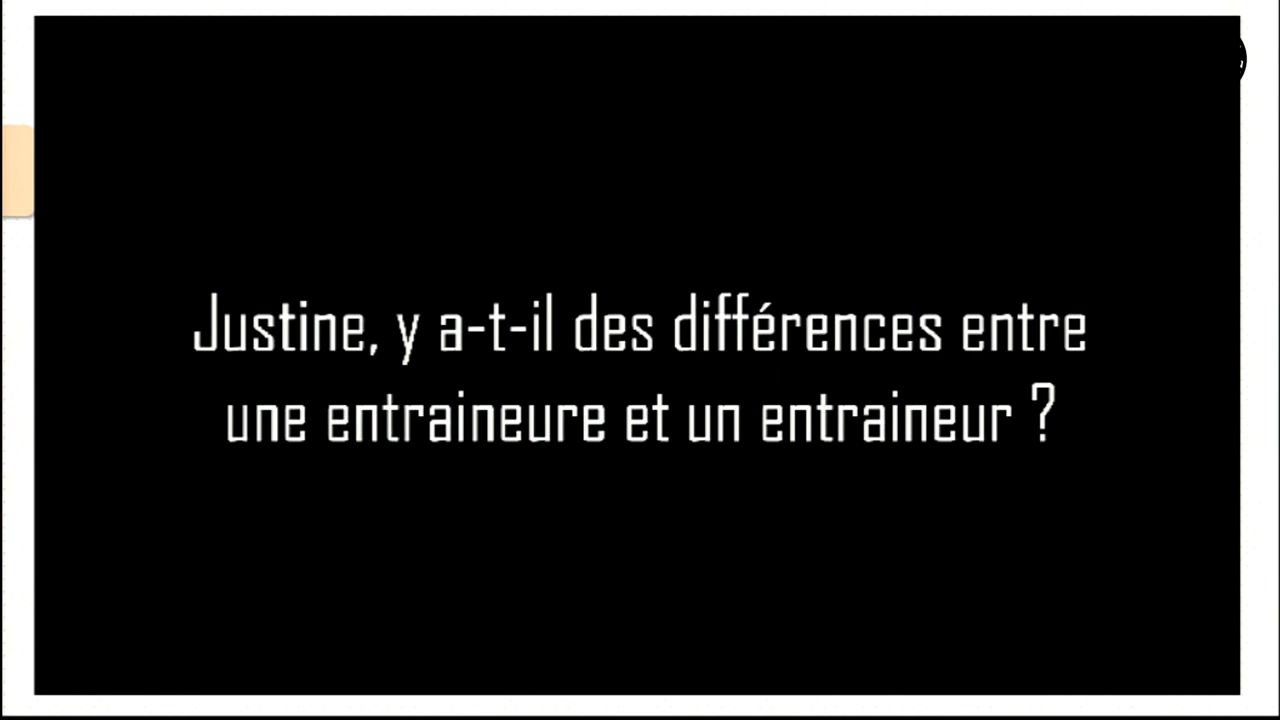 Justine, y a-t-il des différences entre
une entraineure et un entraineur ?